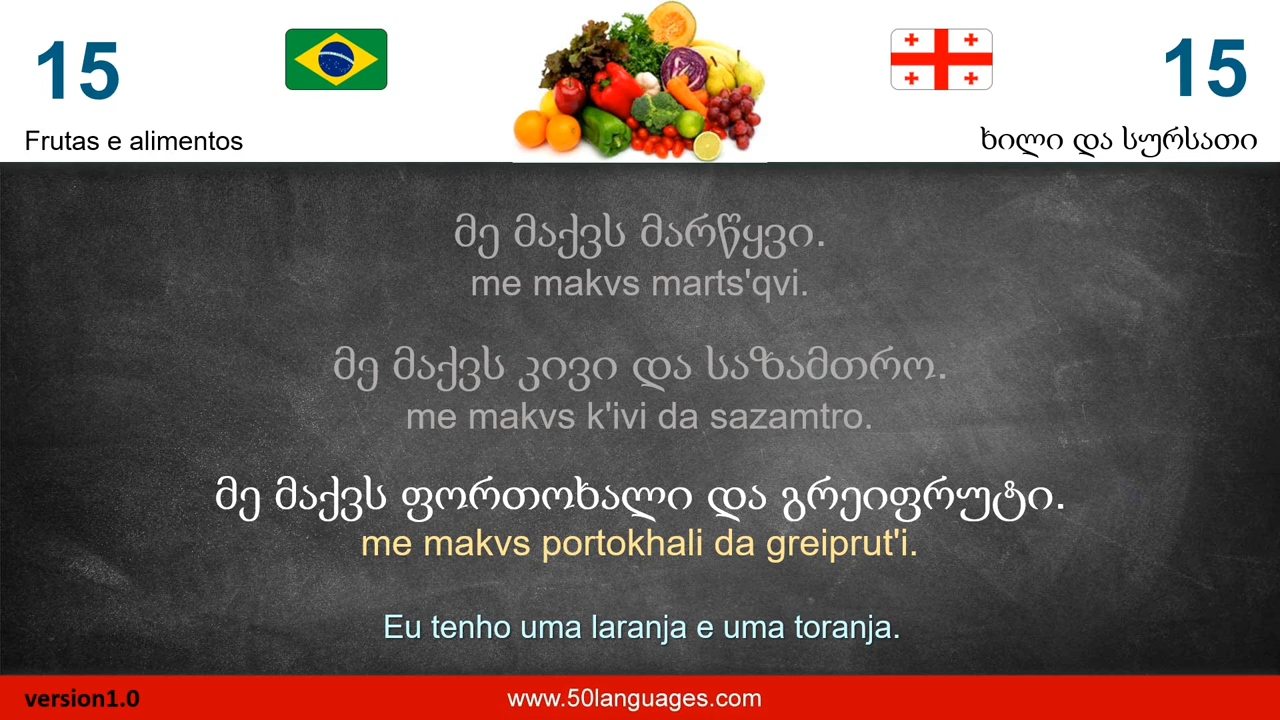 15
15
Frutas e alimentos
ხილი და სურსათი
მე მაქვს მარწყვი.
me makvs marts'qvi.
მე მაქვს კივი და საზამთრო.
me makvs k'ivi da sazamtro.
მე მაქვს ფორთოხალი და გრეიფრუტი.
me makvs portokhali da greiprut'i.
Eu tenho uma laranja e uma toranja.
version1.0
www.50languages.com